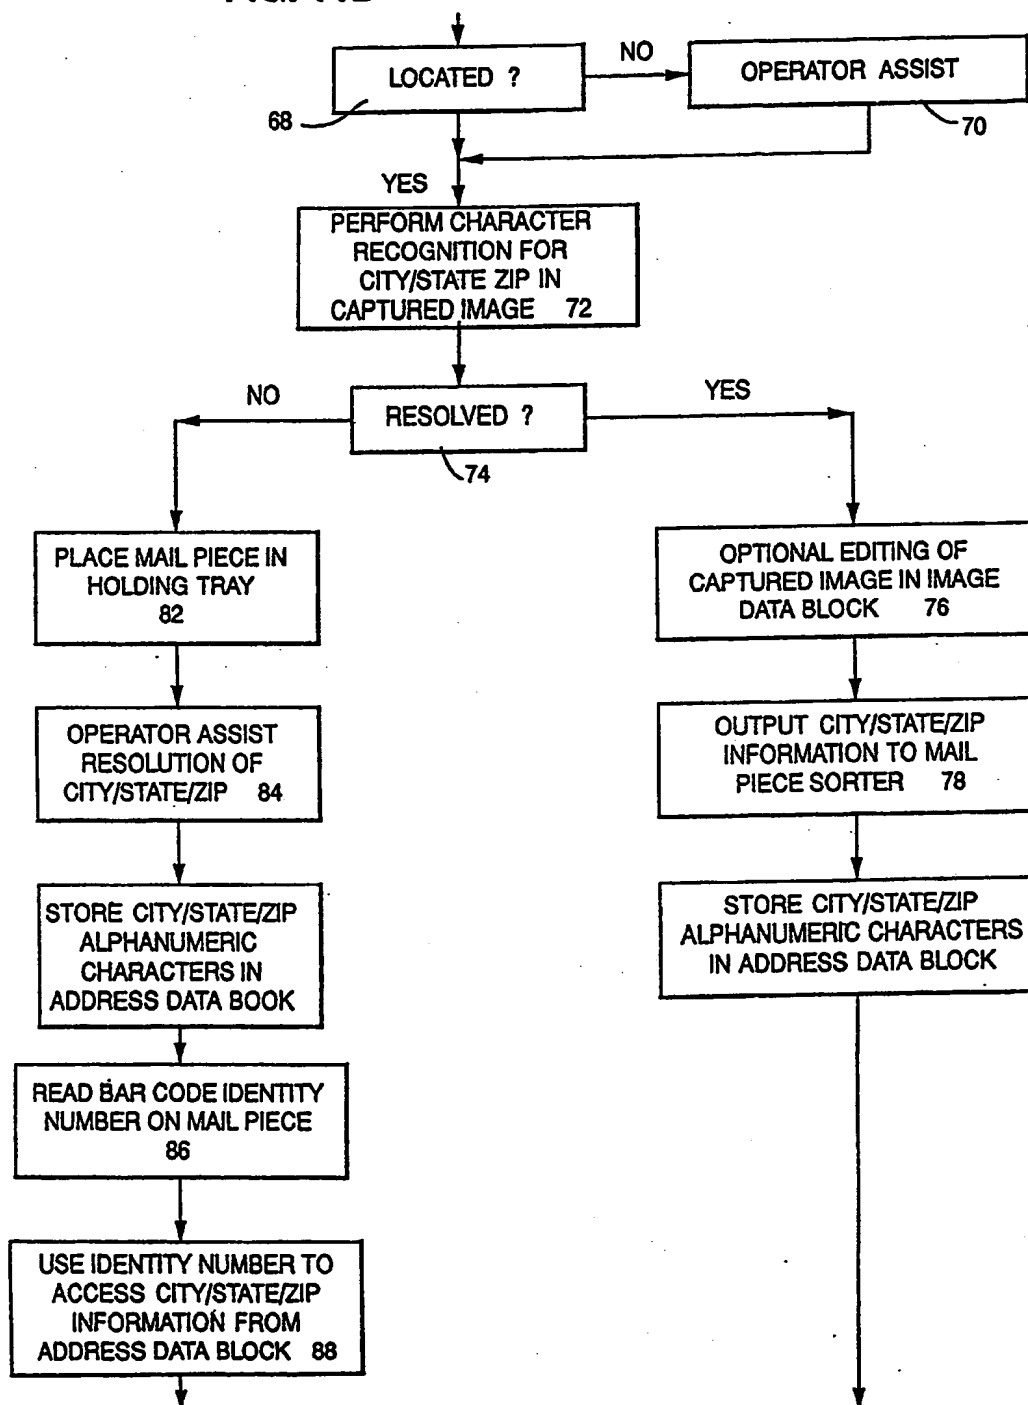 LOCATED ?
NO
OPERATOR ASSIST
68
70
YES
PERFORM CHARACTER
RECOGNITION FOR
CITY/STATE ZIP IN
CAPTURED IMAGE 72
NO
RESOLVED ?
YES
74
PLACE MAIL PIECE IN
HOLDING TRAY
82
OPTIONAL EDITING OF
CAPTURED IMAGE IN IMAGE
DATA BLOCK 76
OPERATOR ASSIST
RESOLUTION OF
CITY/STATE/ZIP 84
OUTPUT CITY/STATE/ZIP
INFORMATION TO MAIL
PIECE SORTER 78
STORE CITY/STATE/ZIP
ALPHANUMERIC
CHARACTERS IN
ADDRESS DATA BOOK
STORE CITY/STATE/ZIP
ALPHANUMERIC CHARACTERS
IN ADDRESS DATA BLOCK
READ BAR CODE IDENTITY
NUMBER ON MAIL PIECE
86
USE IDENTITY NUMBER TO
ACCESS CITY/STATE/ZIP
INFORMATION FROM
ADDRESS DATA BLOCK 88